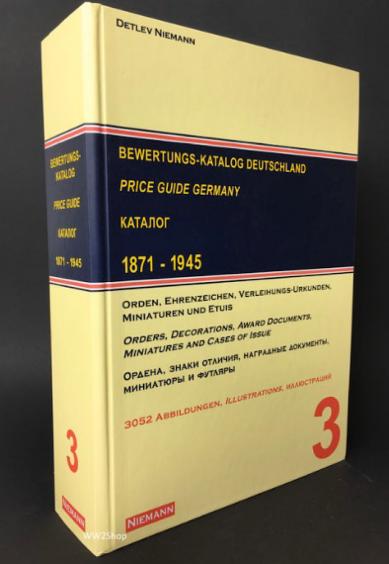 DETLEV NIEMANN
BEWERTUNGS-KATALOG DEUTSCHLAND
PRICE GUIDE GERMANY
КАТАЛОГ
1871 - 1945
ORDEN, EHRENZEICHEN, VERLEIHUNGS-URKUNDEN,
MINIATUREN UND ETUIS
ORDERS, DECORATIONS, AWARD DOCUMENTS,
MINIATURES AND CASES OF ISSUE
ОРДЕНА, ЗНАКИ ОТЛИЧИЯ, НАГРАДНЫЕ ДОКУМЕНТЫ,
МИНИАТЮРЫ И ФУТЛЯРЫ
3052 ABBILDUNGEN, ILLUSTRATIONS, ИЛЛЮСТРАЦИЙ
3
NIEMANN
BEWERTUNGS-
KATALOG
PRICE GUIDE
КАТАЛОГ
1871 - 1945
3
NIEMANN
WW2Shop